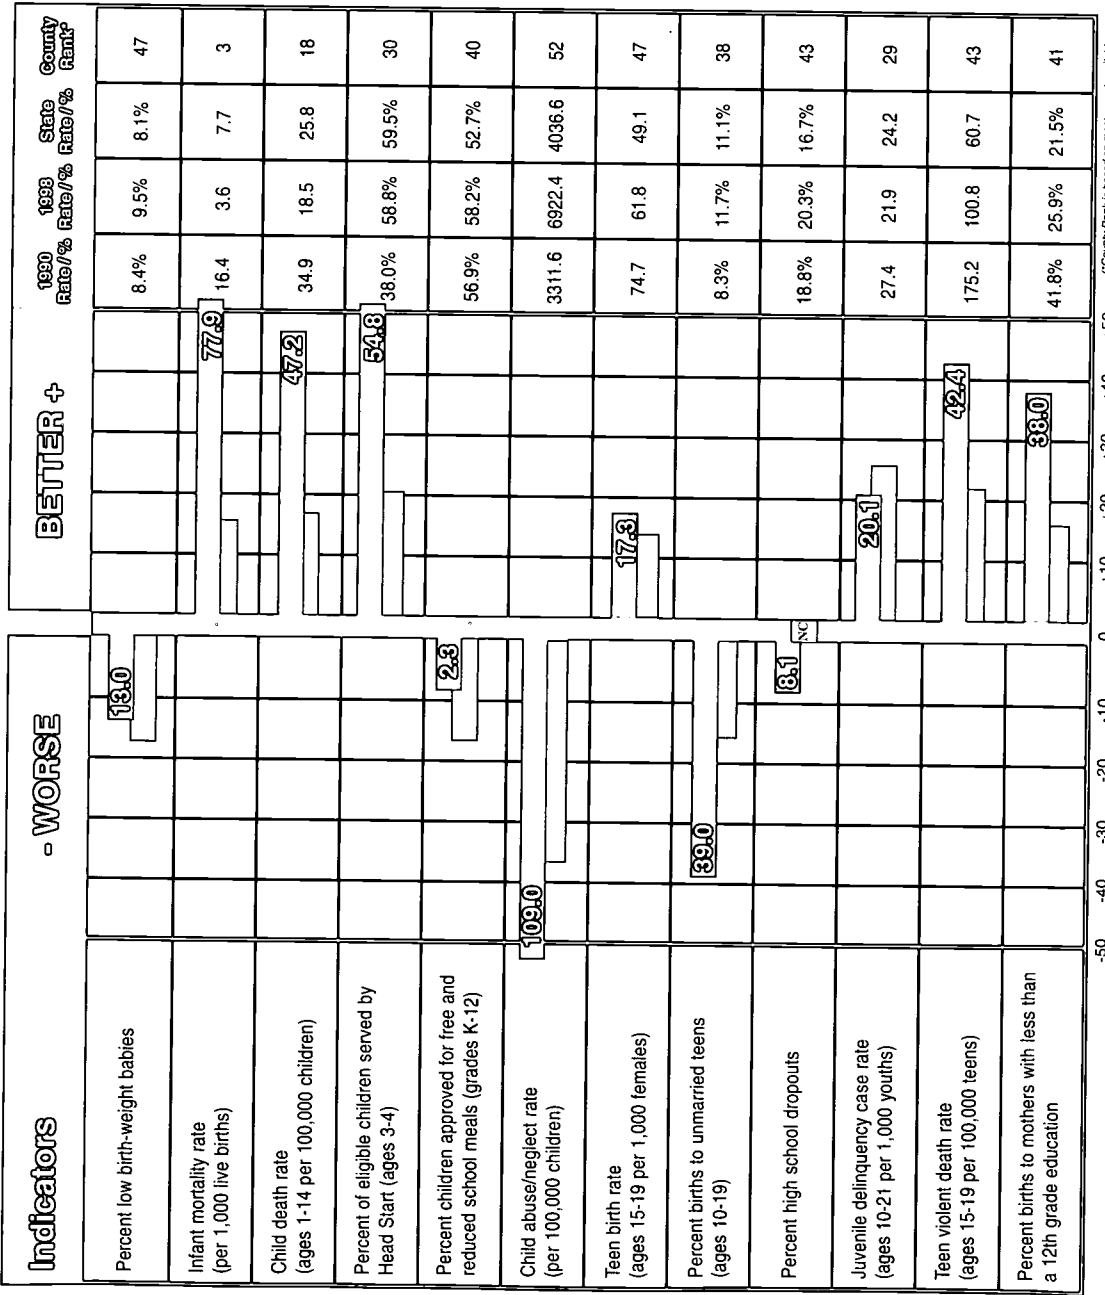 Indicators
- WORSE
BETTER +
1990 Rate / %
1998 Rate / %
State Rate / %
County Rank*
Percent low birth-weight babies
13.0
8.4%
9.5%
8.1%
47
Infant mortality rate
(per 1,000 live births)
77.9
16.4
3.6
7.7
3
Child death rate
(ages 1-14 per 100,000 children)
47.2
34.9
18.5
25.8
18
Percent of eligible children served by
Head Start (ages 3-4)
54.8
38.0%
58.8%
59.5%
30
Percent children approved for free and
reduced school meals (grades K-12)
2.3
56.9%
58.2%
52.7%
40
Child abuse/neglect rate
(per 100,000 children)
109.0
3311.6
6922.4
4036.6
52
Teen birth rate
(ages 15-19 per 1,000 females)
17.3
74.7
61.8
49.1
47
Percent births to unmarried teens
(ages 10-19)
39.0
8.3%
11.7%
11.1%
38
Percent high school dropouts
8.1
NC
18.8%
20.3%
16.7%
43
Juvenile delinquency case rate
(ages 10-21 per 1,000 youths)
20.1
27.4
21.9
24.2
29
Teen violent death rate
(ages 15-19 per 100,000 teens)
42.4
175.2
100.8
60.7
43
Percent births to mothers with less than
a 12th grade education
38.0
41.8%
25.9%
21.5%
41
-50 -40 -30 -20 -10 0 +10 +20 +30 +40 50